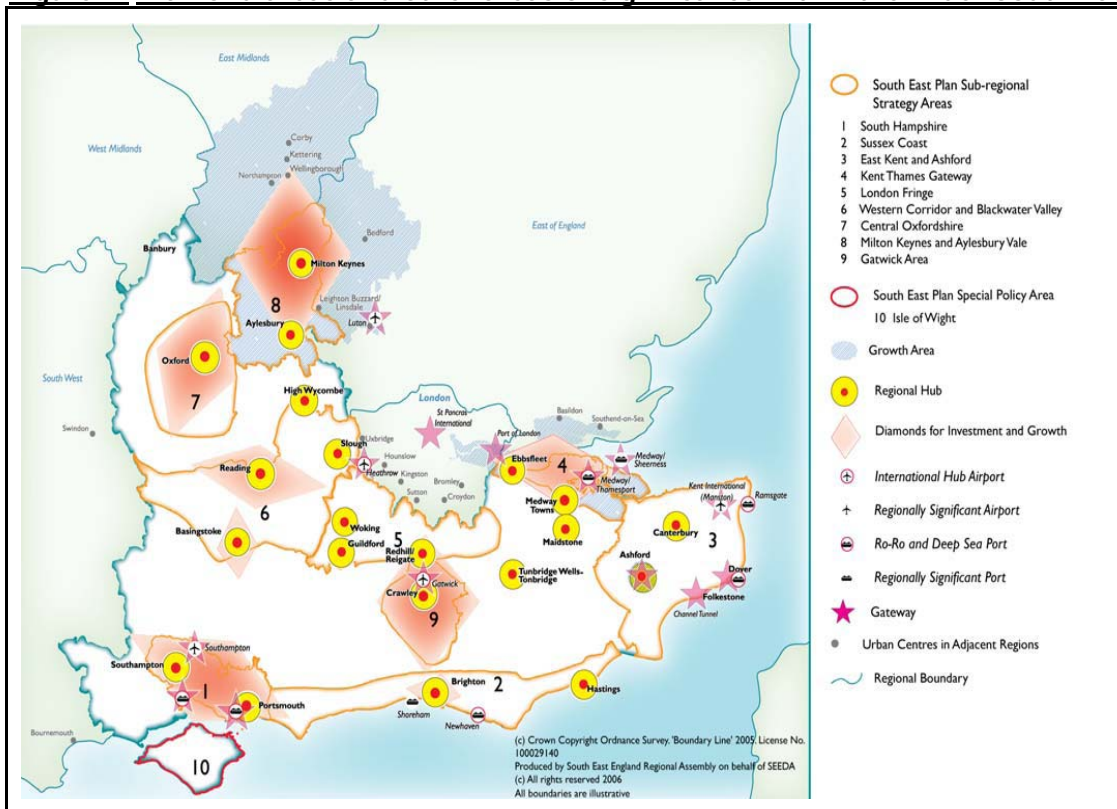 East Midlands
West Midlands
Corby
Kettering
Wellingborough
Northampton
Bedford
East of England
Banbury
Milton Keynes
8
Leighton Buzzard/
Linslade
Luton
Aylesbury
Oxford
7
South West
Swindon
High Wycombe
London
St Pancras
International
Port of London
Basildon
Southend-on-Sea
Slough
Uxbridge
Hounslow
Heathrow
Kingston
Bromley
Sutton
Croydon
Ebbsfleet
4
Medway/
Sheerness
Medway/
Thamesport
Medway
Towns
Maidstone
Kent International
(Manston)
Ramsgate
Canterbury
3
Ashford
Dover
Folkestone
Channel Tunnel
Reading
6
Basingstoke
Woking
Guildford
5
Redhill/
Reigate
Gatwick
Crawley
9
Tunbridge Wells-
Tonbridge
Southampton
Southampton
1
Portsmouth
Brighton
2
Hastings
Shoreham
Newhaven
Bournemouth
10
(c) Crown Copyright Ordnance Survey. 'Boundary Line' 2005. License No.
100029140
Produced by South East England Regional Assembly on behalf of SEEDA
(c) All rights reserved 2006
All boundaries are illustrative
South East Plan Sub-regional
Strategy Areas
1 South Hampshire
2 Sussex Coast
3 East Kent and Ashford
4 Kent Thames Gateway
5 London Fringe
6 Western Corridor and Blackwater Valley
7 Central Oxfordshire
8 Milton Keynes and Aylesbury Vale
9 Gatwick Area
South East Plan Special Policy Area
10 Isle of Wight
Growth Area
Regional Hub
Diamonds for Investment and Growth
International Hub Airport
Regionally Significant Airport
Ro-Ro and Deep Sea Port
Regionally Significant Port
Gateway
Urban Centres in Adjacent Regions
Regional Boundary